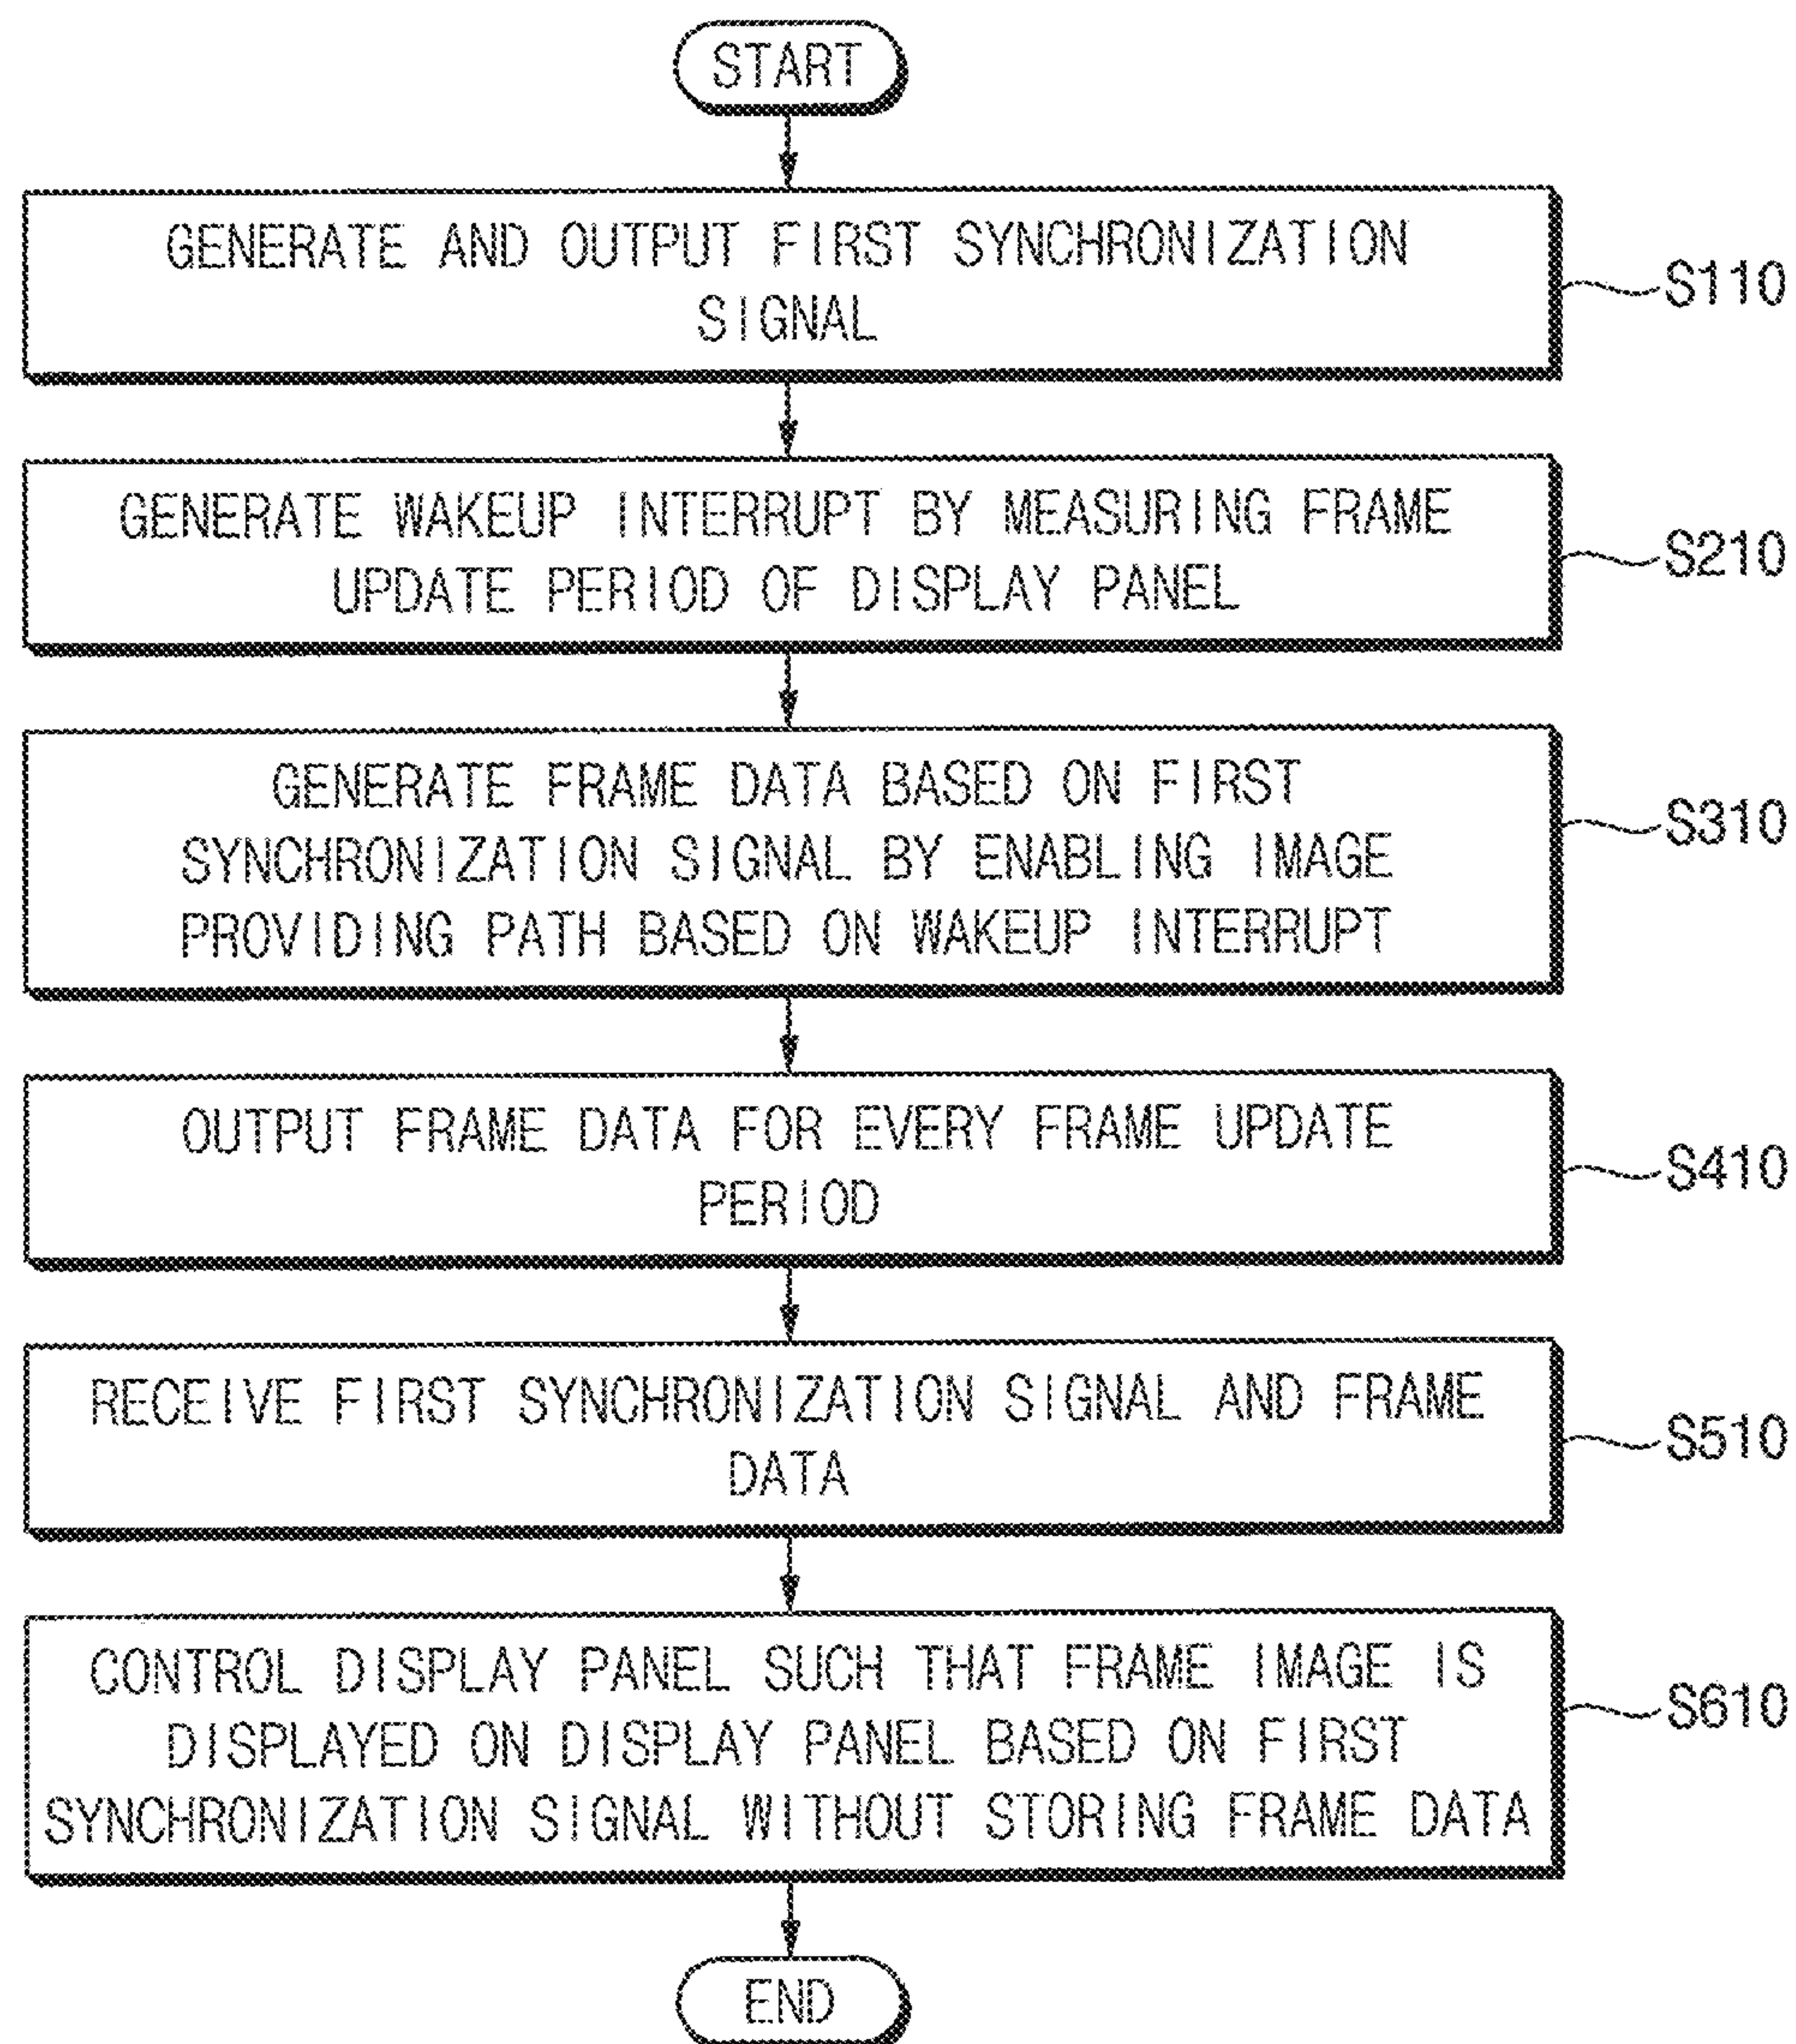 START
GENERATE AND OUTPUT FIRST SYNCHRONIZATION
SIGNAL
S110
GENERATE WAKEUP INTERRUPT BY MEASURING FRAME
UPDATE PERIOD OF DISPLAY PANEL
S210
GENERATE FRAME DATA BASED ON FIRST
SYNCHRONIZATION SIGNAL BY ENABLING IMAGE
PROVIDING PATH BASED ON WAKEUP INTERRUPT
S310
OUTPUT FRAME DATA FOR EVERY FRAME UPDATE
PERIOD
S410
RECEIVE FIRST SYNCHRONIZATION SIGNAL AND FRAME
DATA
S510
CONTROL DISPLAY PANEL SUCH THAT FRAME IMAGE IS
DISPLAYED ON DISPLAY PANEL BASED ON FIRST
SYNCHRONIZATION SIGNAL WITHOUT STORING FRAME DATA
S610
END